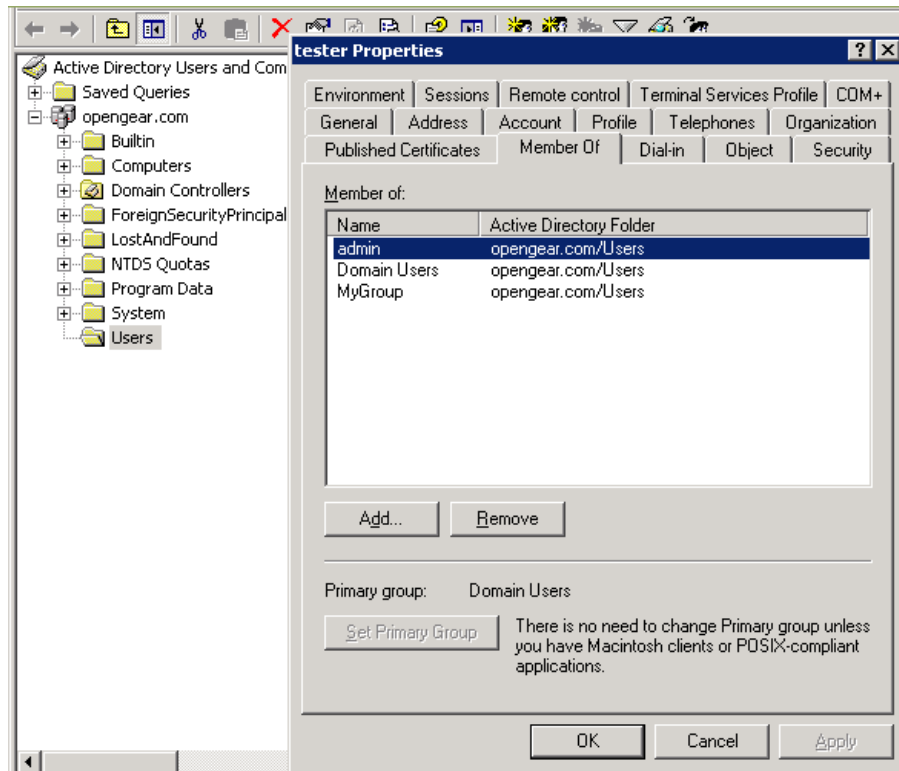 tester Properties
Active Directory Users and Com
Saved Queries
opengear.com
Builtin
Computers
Domain Controllers
ForeignSecurityPrincipal
LostAndFound
NTDS Quotas
Program Data
System
Users
Environment Sessions Remote control Terminal Services Profile COM+
General Address Account Profile Telephones Organization
Published Certificates Member Of Dial-in Object Security
Member of:
Name Active Directory Folder
admin opengear.com/Users
Domain Users opengear.com/Users
MyGroup opengear.com/Users
Add... Remove
Primary group: Domain Users
Set Primary Group
There is no need to change Primary group unless
you have Macintosh clients or POSIX-compliant
applications.
OK Cancel Apply